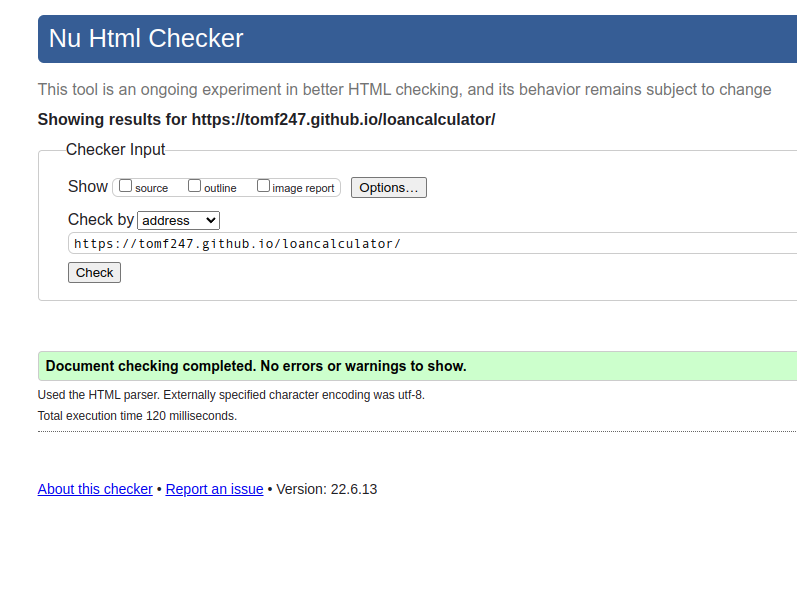 Nu Html Checker
This tool is an ongoing experiment in better HTML checking, and its behavior remains subject to change
Showing results for https://tomf247.github.io/loancalculator/
Checker Input
Show source outline image report Options…
Check by address
https://tomf247.github.io/loancalculator/
Check
Document checking completed. No errors or warnings to show.
Used the HTML parser. Externally specified character encoding was utf-8.
Total execution time 120 milliseconds.
About this checker • Report an issue • Version: 22.6.13